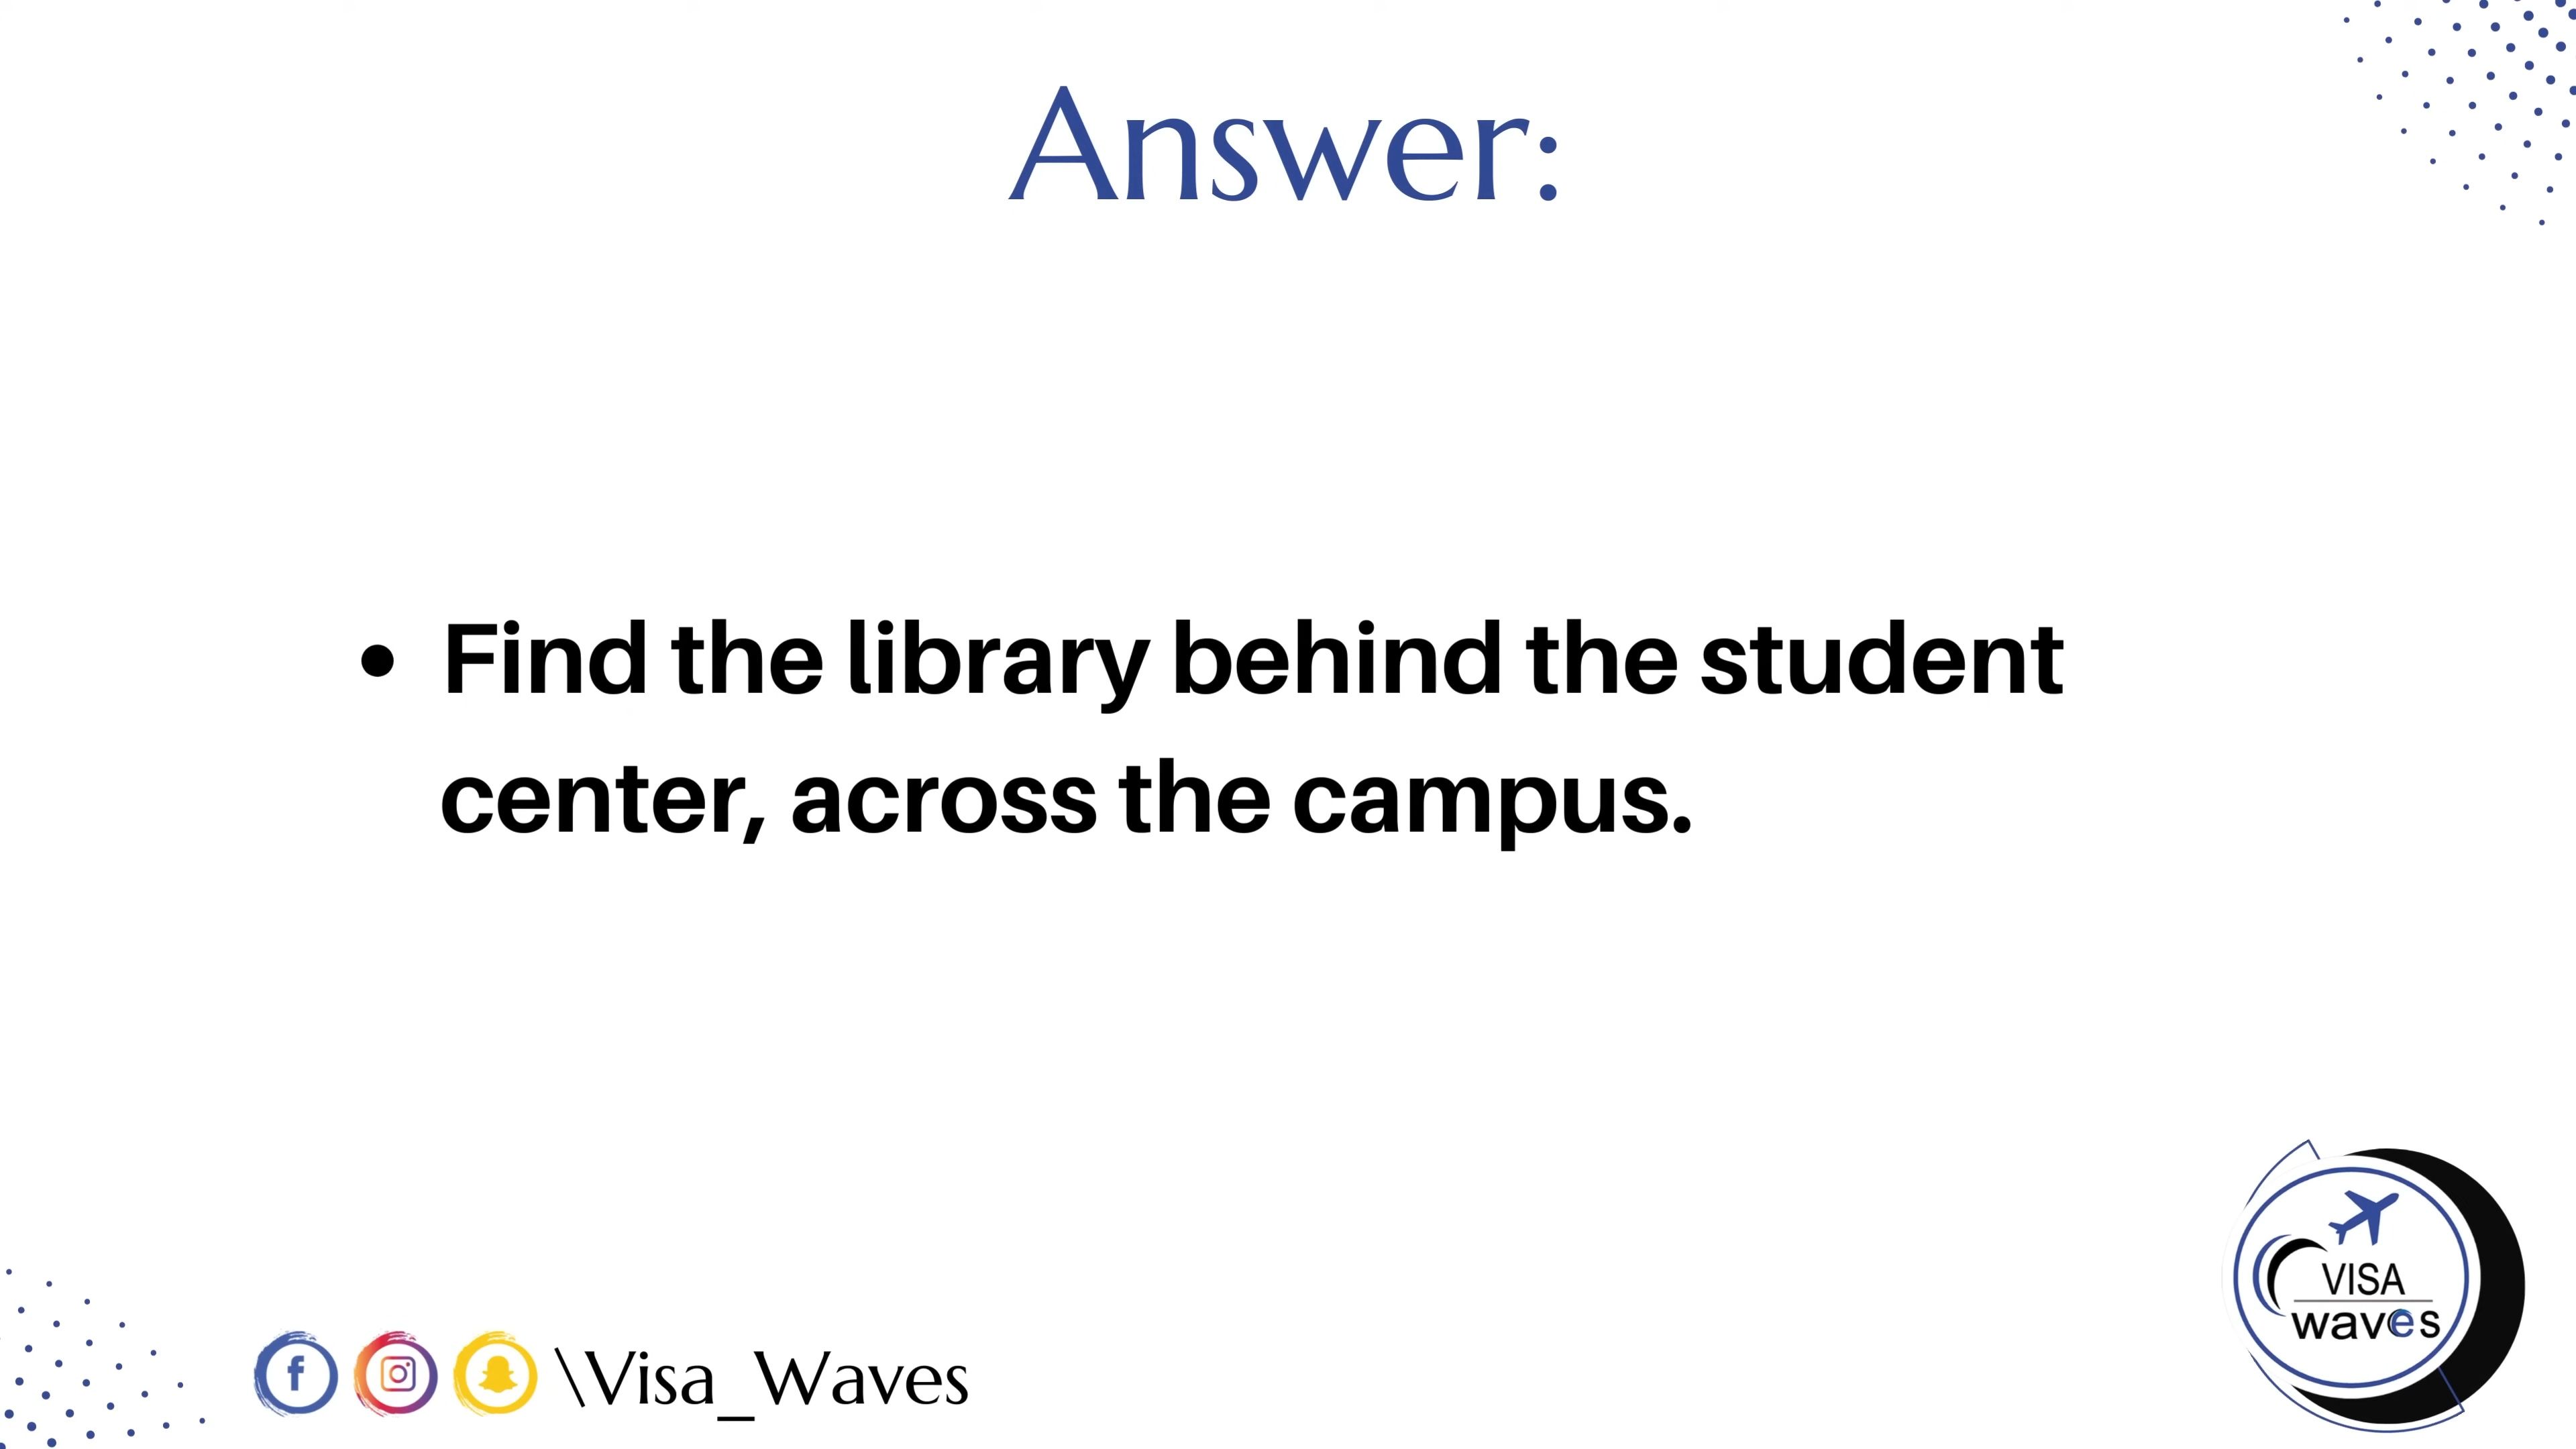 Answer:
• Find the library behind the student
center, across the campus.
VISA
waves
\Visa_Waves